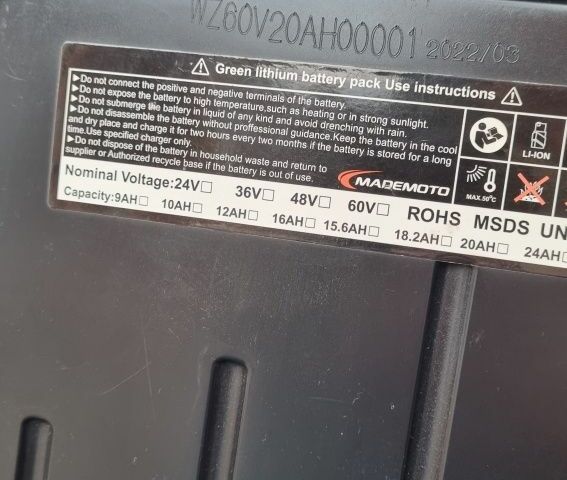 WZ60V20AH00001 2022/03
Green lithium battery pack Use instructions
▶Do not connect the positive and negative terminals of the battery.
▶Do not expose the battery to high temperature,such as heating or in strong sunlight.
▶Do not submerge the battery in liquid of any kind and avoid drenching with rain.
▶Do not disassemble the battery without professional guidance.Keep the battery in the cool
and dry place and charge it for two hours every two months if the battery is stored for a long
time.Use specified charger only.
▶Do not dispose of the battery in household waste and return to
supplier or Authorized recycle base if the battery is out of use.
MADEMOTO
LI-ION
MAX.50°C
Nominal Voltage:24V□ 36V□ 48V□ 60V□ ROHS MSDS UN
Capacity:9AH□ 10AH□ 12AH□ 16AH□ 15.6AH□ 18.2AH□ 20AH□ 24AH□